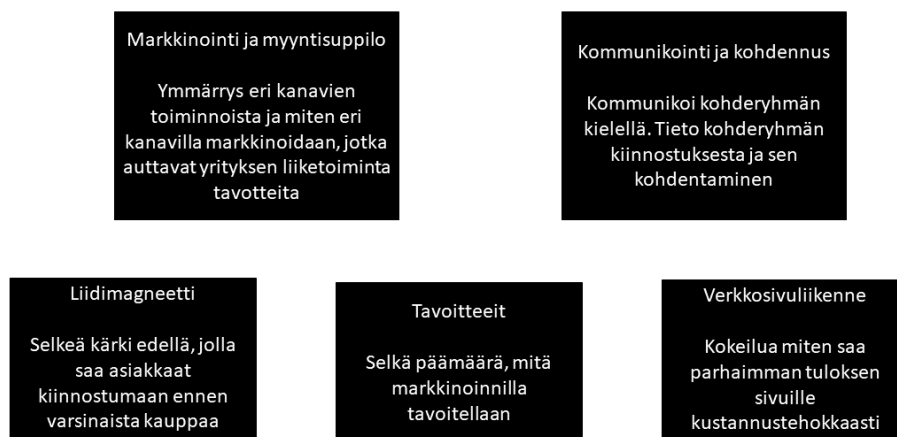 Markkinointi ja myyntisuppilo
Ymmärrys eri kanavien
toiminnoista ja miten eri
kanavilla markkinoidaan, jotka
auttavat yrityksen liiketoiminta
tavotteita
Kommunikointi ja kohdennus
Kommunikoi kohderyhmän
kielellä. Tieto kohderyhmän
kiinnostuksesta ja sen
kohdentaminen
Liidimagneetti
Selkeä kärki edellä, jolla
saa asiakkaat
kiinnostumaan ennen
varsinaista kauppaa
Tavoitteeit
Selkä päämäärä, mitä
markkinoinnilla
tavoitellaan
Verkkosivuliikenne
Kokeilua miten saa
parhaimman tuloksen
sivuille
kustannustehokkaasti